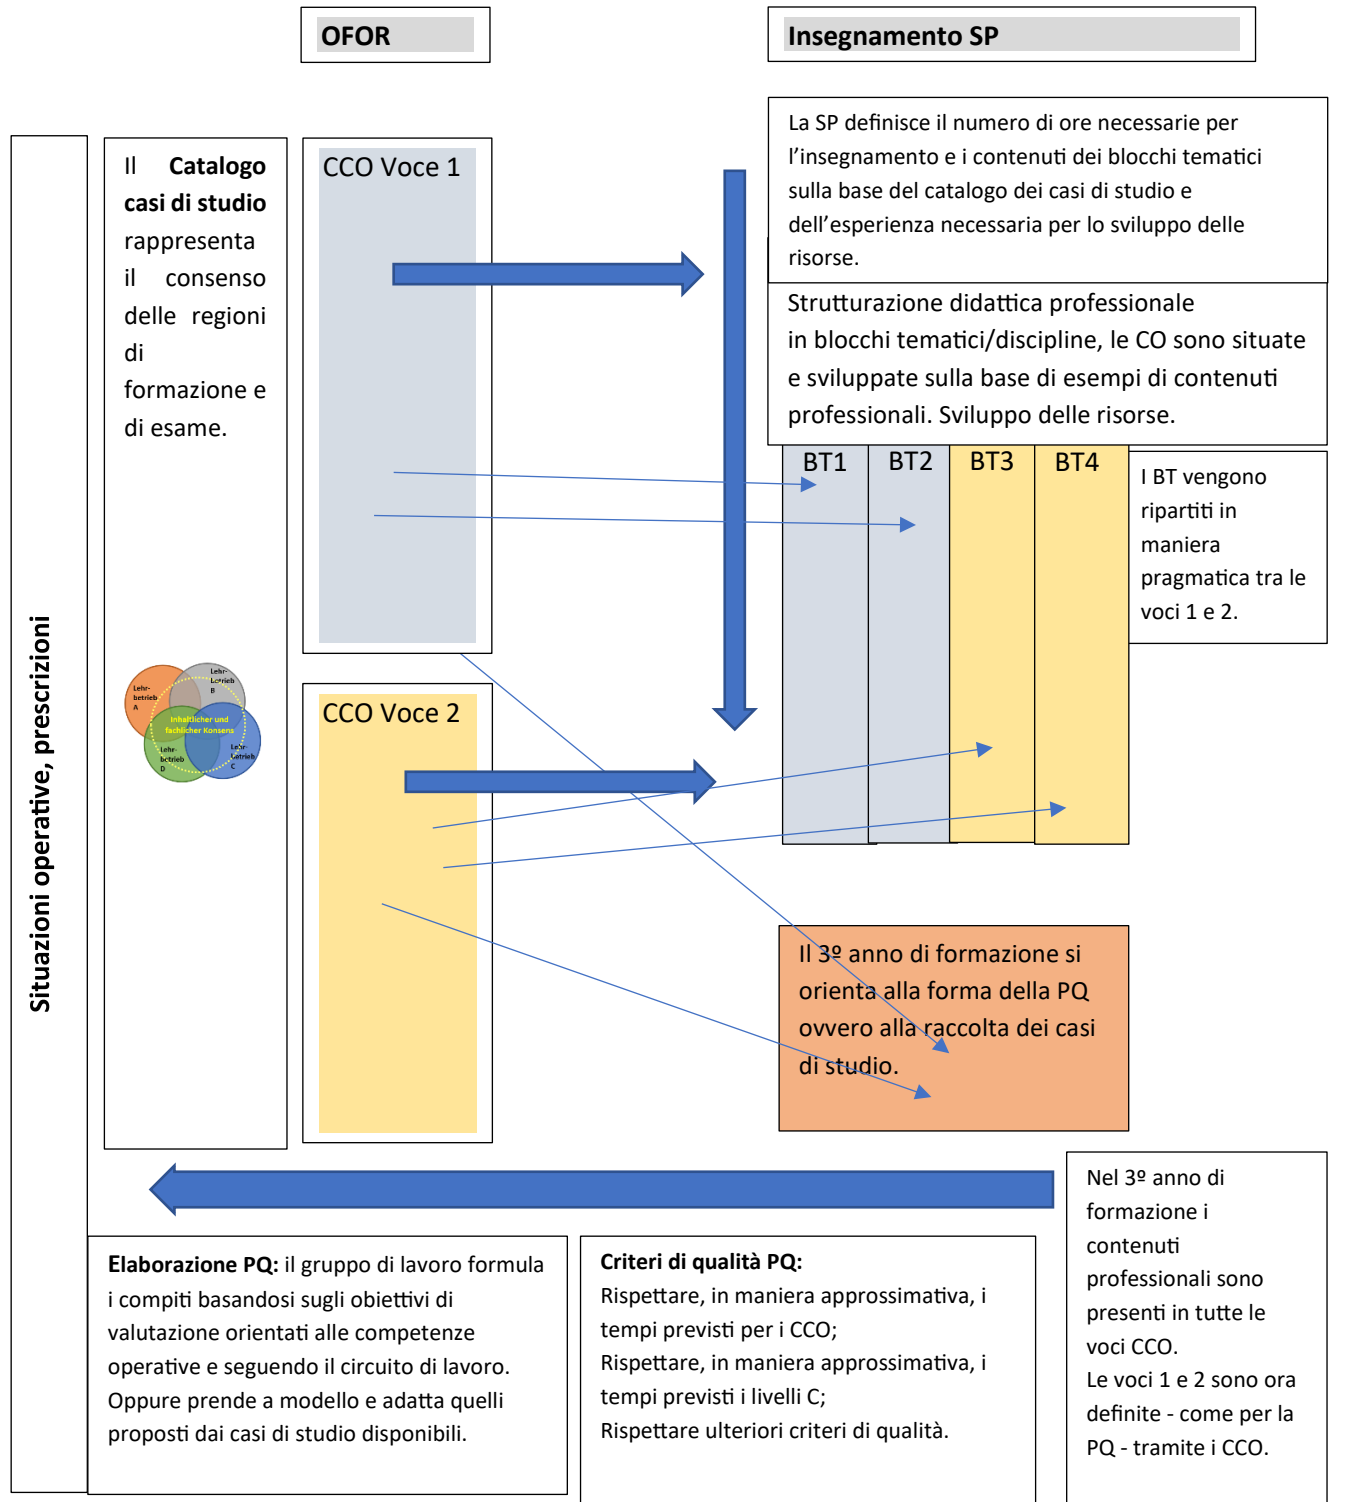 OFOR
Insegnamento SP
Situazioni operative, prescrizioni
Il Catalogo
casi di studio
rappresenta
il consenso
delle regioni
di
formazione e
di esame.
Lehr-
betrieb
A
Lehr-
betrieb
B
Inhaltlicher und
fachlicher Konsens
Lehr-
betrieb
D
Lehr-
betrieb
C
CCO Voce 1
CCO Voce 2
La SP definisce il numero di ore necessarie per
l’insegnamento e i contenuti dei blocchi tematici
sulla base del catalogo dei casi di studio e
dell’esperienza necessaria per lo sviluppo delle
risorse.
Strutturazione didattica professionale
in blocchi tematici/discipline, le CO sono situate
e sviluppate sulla base di esempi di contenuti
professionali. Sviluppo delle risorse.
BT1
BT2
BT3
BT4
I BT vengono
ripartiti in
maniera
pragmatica tra le
voci 1 e 2.
Il 3º anno di formazione si
orienta alla forma della PQ
ovvero alla raccolta dei casi
di studio.
Nel 3º anno di
formazione i
contenuti
professionali sono
presenti in tutte le
voci CCO.
Le voci 1 e 2 sono ora
definite - come per la
PQ - tramite i CCO.
Elaborazione PQ: il gruppo di lavoro formula
i compiti basandosi sugli obiettivi di
valutazione orientati alle competenze
operative e seguendo il circuito di lavoro.
Oppure prende a modello e adatta quelli
proposti dai casi di studio disponibili.
Criteri di qualità PQ:
Rispettare, in maniera approssimativa, i
tempi previsti per i CCO;
Rispettare, in maniera approssimativa, i
tempi previsti i livelli C;
Rispettare ulteriori criteri di qualità.